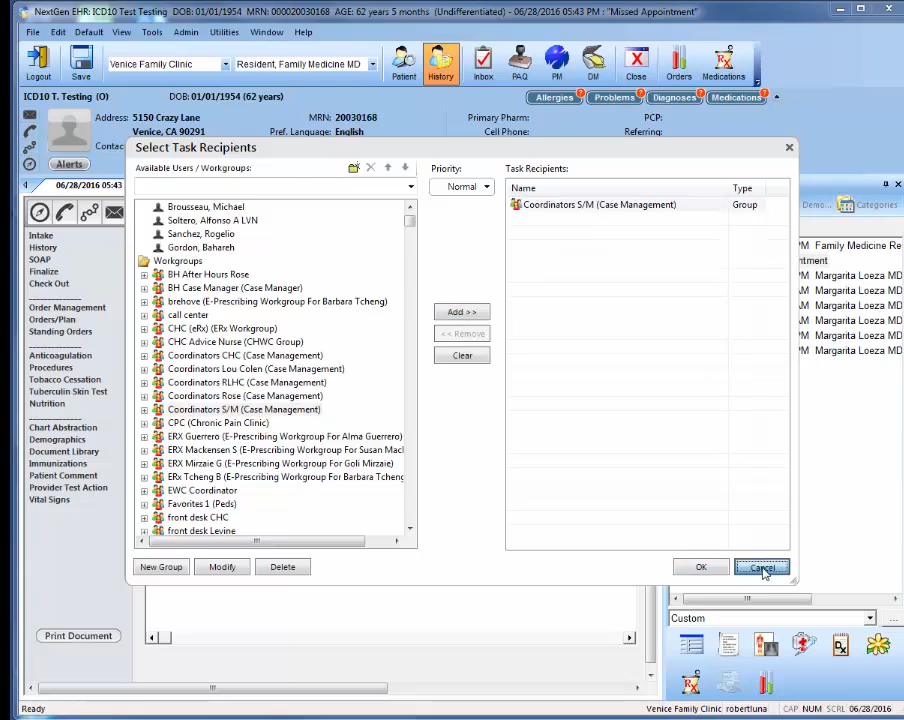 NextGen EHR: ICD10 Test Testing DOB: 01/01/1954 MRN: 000020030168 AGE: 62 years 5 months (Undifferentiated) - 06/28/2016 05:43 PM : "Missed Appointment"
File Edit Default View Tools Admin Utilities Window Help
Venice Family Clinic Resident, Family Medicine MD
Logout Save Patient History Inbox PAQ PM DM Close Orders Medications
ICD10 T. Testing (O) DOB: 01/01/1954 (62 years) Allergies Problems Diagnoses Medications
Address: 5150 Crazy Lane MRN: 20030168 Primary Pharm: PCP:
Venice, CA 90291 Pref. Language: English Cell Phone: Referring:
Contac
Alerts
06/28/2016 05:43
Select Task Recipients
Available Users / Workgroups: Priority: Task Recipients:
Normal
Name Type
Coordinators S/M (Case Management) Group
Brousseau, Michael
Soltero, Alfonso A LVN
Sanchez, Rogelio
Gordon, Bahareh
Workgroups
BH After Hours Rose
BH Case Manager (Case Manager)
brehove (E-Prescribing Workgroup For Barbara Tcheng)
call center
CHC (eRx) (ERx Workgroup)
CHC Advice Nurse (CHWC Group)
Coordinators CHC (Case Management)
Coordinators Lou Colen (Case Management)
Coordinators RLHC (Case Management)
Coordinators Rose (Case Management)
Coordinators S/M (Case Management)
CPC (Chronic Pain Clinic)
ERX Guerrero (E-Prescribing Workgroup For Alma Guerrero)
ERX Mackensen S (E-Prescribing Workgroup For Susan Mack
ERX Mirzaie G (E-Prescribing Workgroup For Goli Mirzaie)
ERx Tcheng B (E-Prescribing Workgroup For Barbara Tcheng
EWC Coordinator
Favorites 1 (Peds)
front desk CHC
front desk Levine
Add >>
<< Remove
Clear
New Group Modify Delete OK Cancel
Intake
History
SOAP
Finalize
Check Out
Order Management
Orders/Plan
Standing Orders
Anticoagulation
Procedures
Tobacco Cessation
Tuberculin Skin Test
Nutrition
Chart Abstraction
Demographics
Document Library
Immunizations
Patient Comment
Provider Test Action
Vital Signs
Print Document
Demo... Categories
PM Family Medicine Re
ntment
PM Margarita Loeza MD
PM Margarita Loeza MD
PM Margarita Loeza MD
PM Margarita Loeza MD
PM Margarita Loeza MD
PM Margarita Loeza MD
Custom ...
Ready Venice Family Clinic robertluna CAP NUM SCRL 06/28/2016